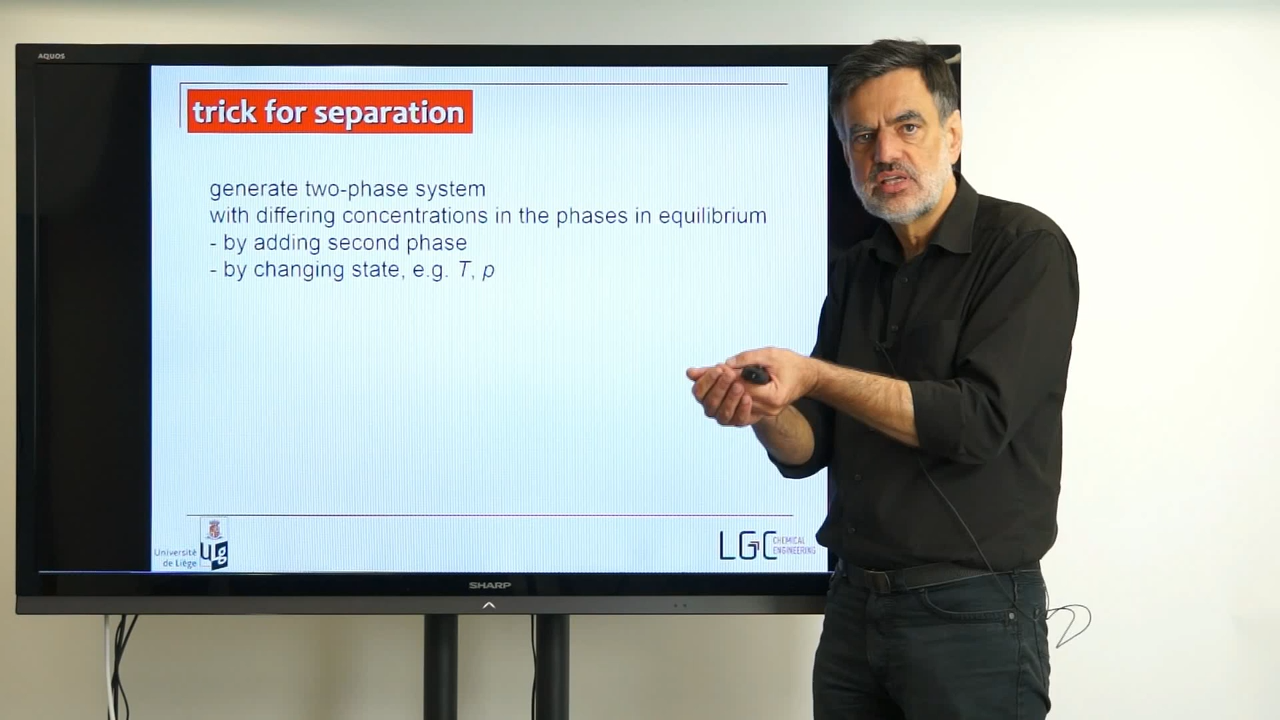 AQUOS
trick for separation
generate two-phase system
with differing concentrations in the phases in equilibrium
- by adding second phase
- by changing state, e.g. T, p
Université
de Liège
ULg
LGC
CHEMICAL
ENGINEERING
SHARP